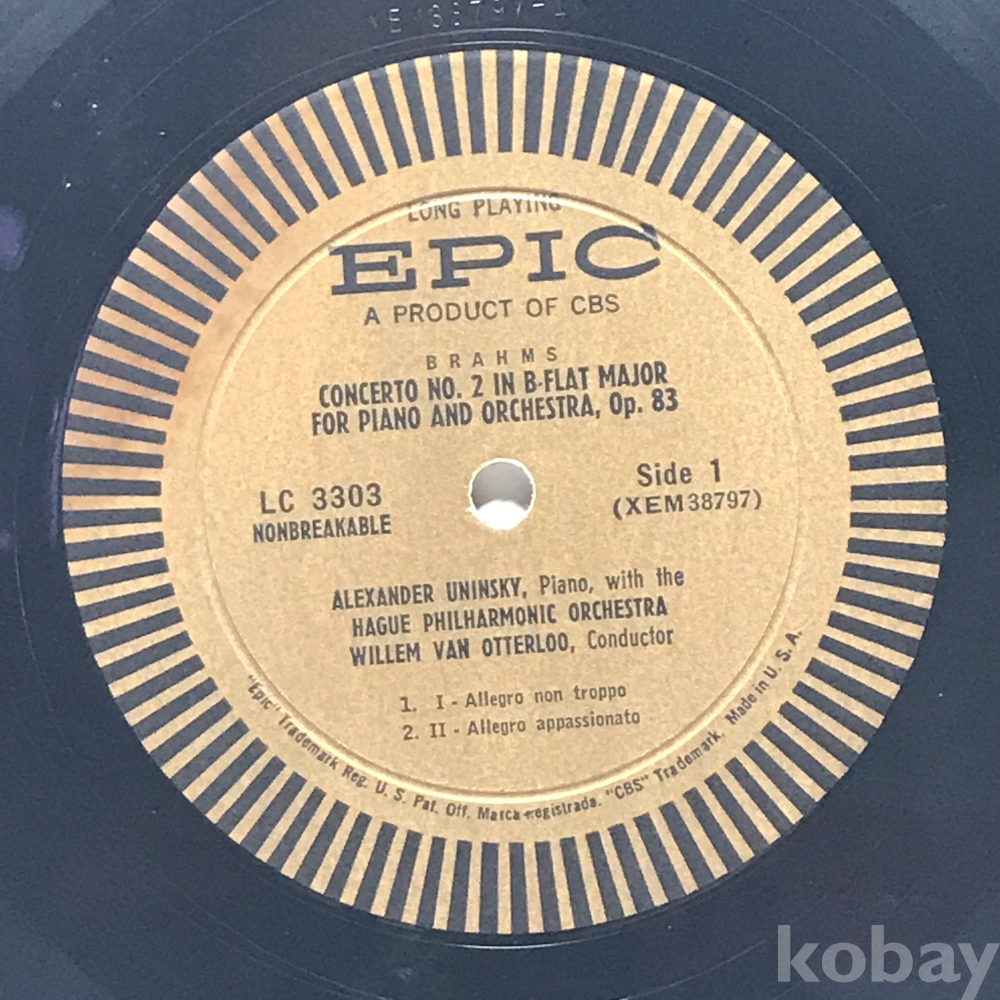 LONG PLAYING
EPIC
A PRODUCT OF CBS
BRAHMS
CONCERTO NO. 2 IN B-FLAT MAJOR
FOR PIANO AND ORCHESTRA, Op. 83
LC 3303
NONBREAKABLE
Side 1
(XEM38797)
ALEXANDER UNINSKY, Piano, with the
HAGUE PHILHARMONIC ORCHESTRA
WILLEM VAN OTTERLOO, Conductor
1. I - Allegro non troppo
2. II - Allegro appassionato
"Epic" Trademark Reg. U. S. Pat. Off. Marca Registrada. "CBS" Trademark. Made in U. S. A.
kobay